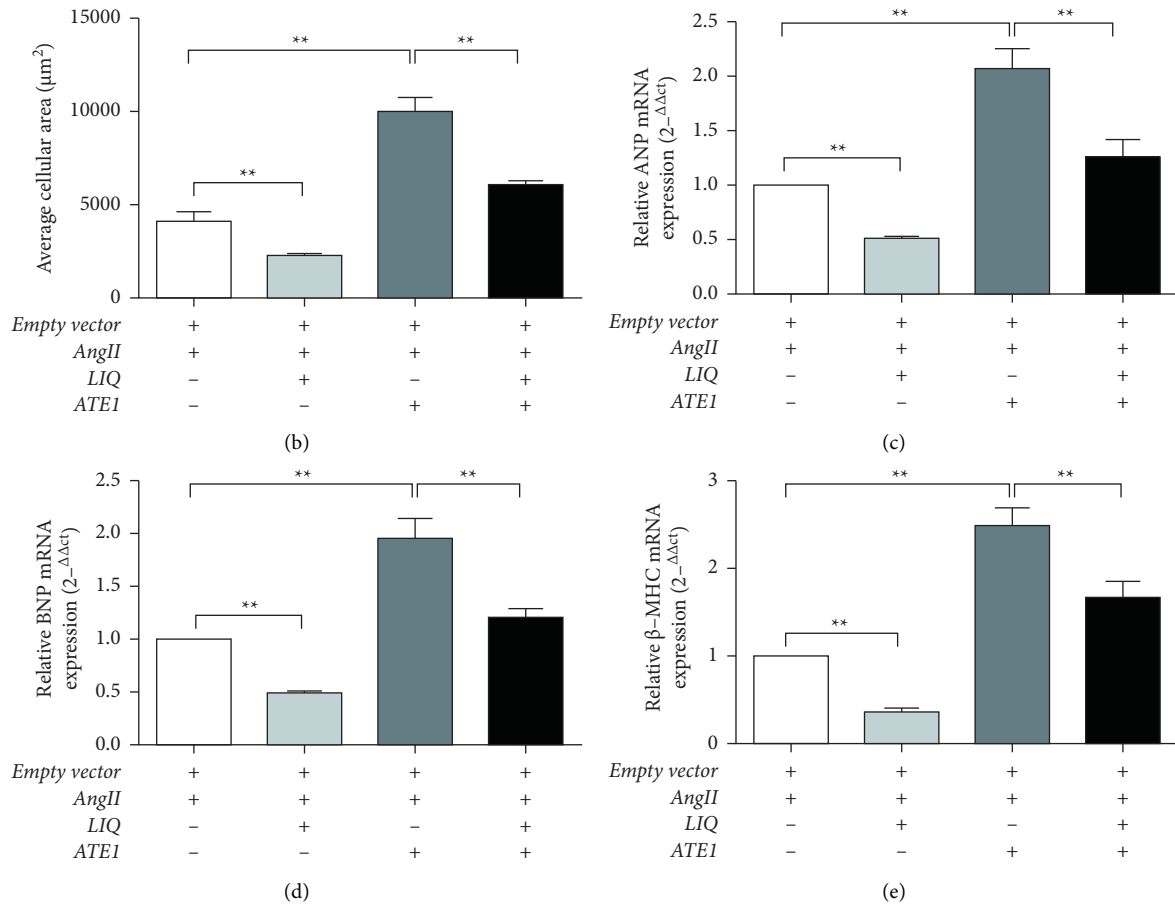 Average cellular area (μm²)
15000
10000
5000
0
**
**
**
Empty vector + + + +
AngII + + + +
LIQ – + – +
ATE1 – – + +
(b)
Relative ANP mRNA
expression (2–ΔΔct)
2.5
2.0
1.5
1.0
0.5
0.0
**
**
**
Empty vector + + + +
AngII + + + +
LIQ – + – +
ATE1 – – + +
(c)
Relative BNP mRNA
expression (2–ΔΔct)
2.5
2.0
1.5
1.0
0.5
0.0
**
**
**
Empty vector + + + +
AngII + + + +
LIQ – + – +
ATE1 – – + +
(d)
Relative β–MHC mRNA
expression (2–ΔΔct)
3
2
1
0
**
**
**
Empty vector + + + +
AngII + + + +
LIQ – + – +
ATE1 – – + +
(e)